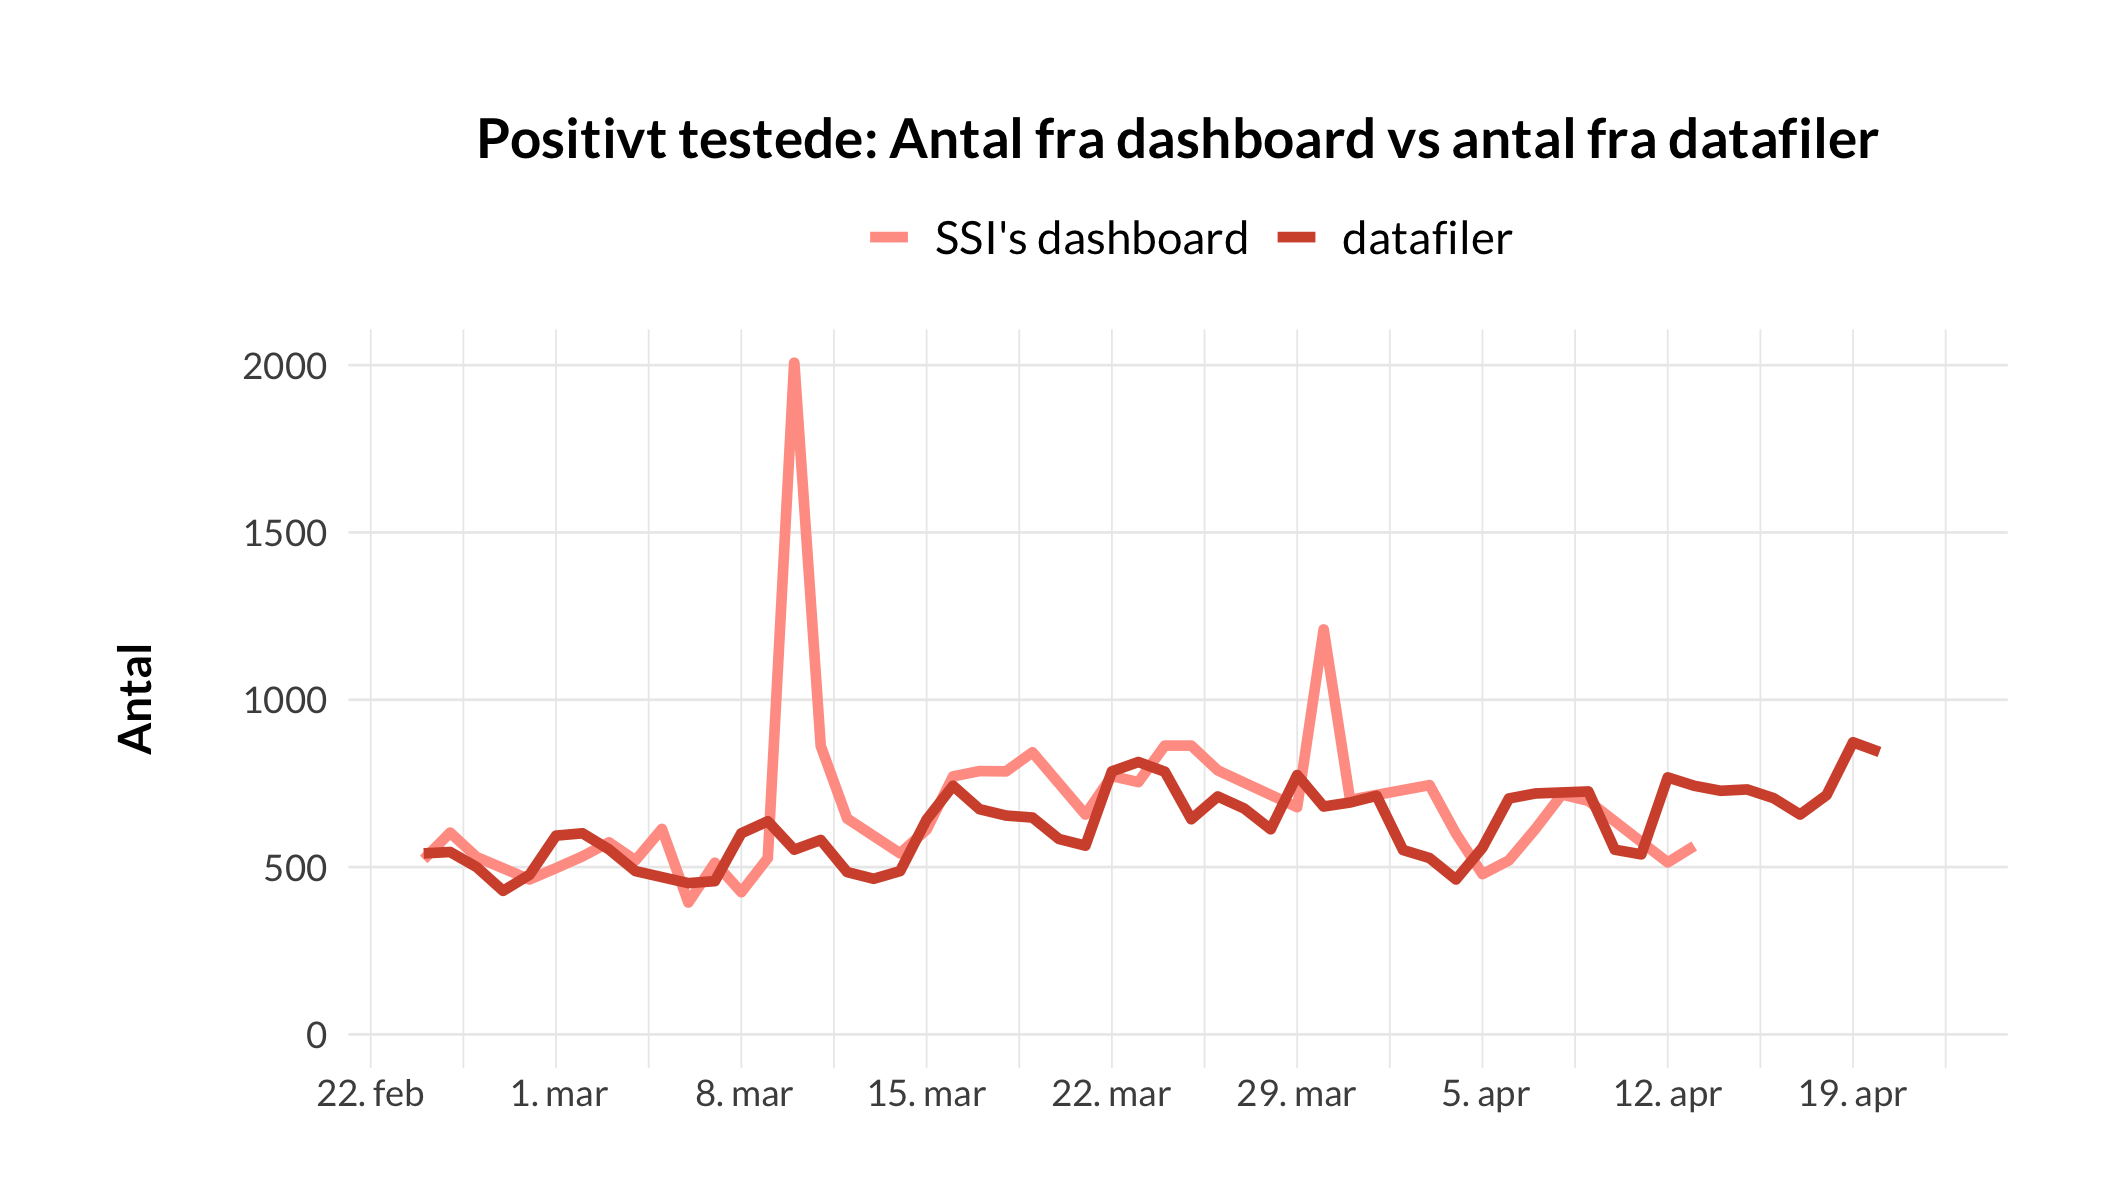 Positivt testede: Antal fra dashboard vs antal fra datafiler
SSI's dashboard datafiler
Antal
2000
1500
1000
500
0
22. feb 1. mar 8. mar 15. mar 22. mar 29. mar 5. apr 12. apr 19. apr